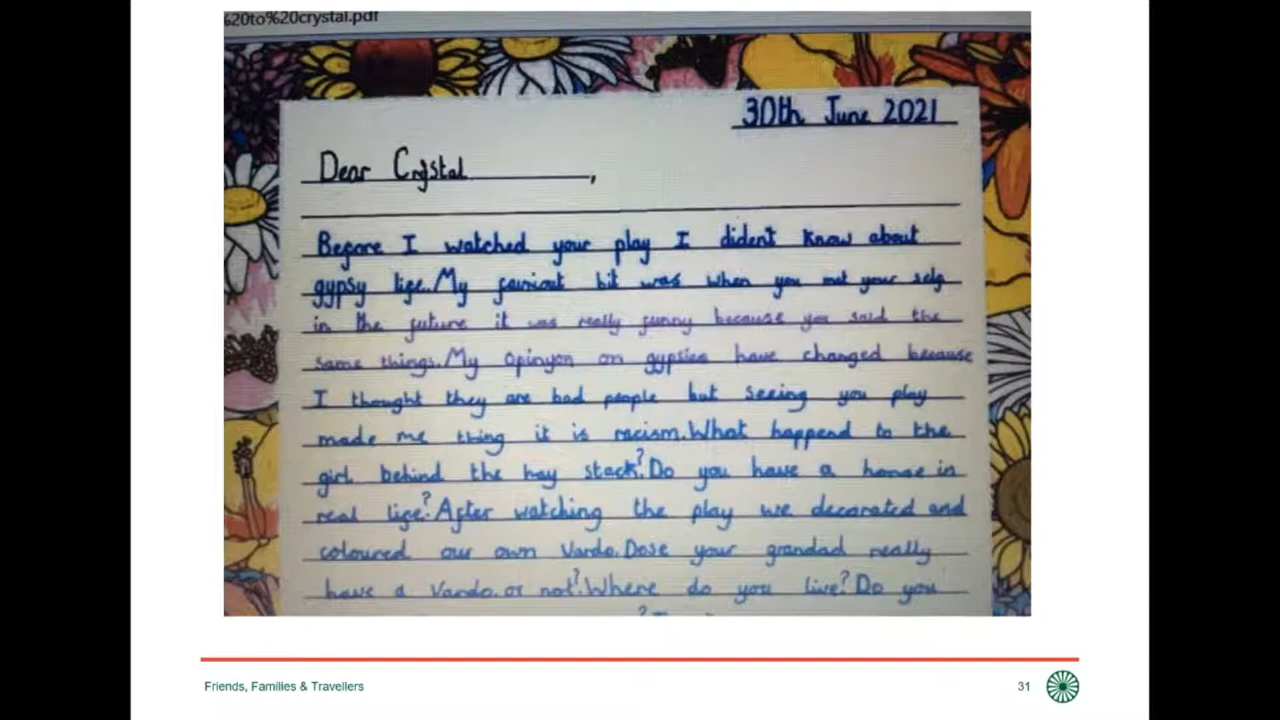 %20to%20crystal.pdf
30th June 2021
Dear Crystal,
Before I watched your play I dident know about
gypsy life. My faviout bit was when you met your self
in the future it was really funny because you said the
same things. My opinyon on gypties have changed because
I thought they are bad people but seeing you play
made me thing it is racism. What happend to the
girl behind the hay stack? Do you have a horse in
real life? After watching the play we decorated and
coloured our own Vardo. Dose your grandad really
have a Vardo. or not? Where do you live? Do you
Friends, Families & Travellers
31